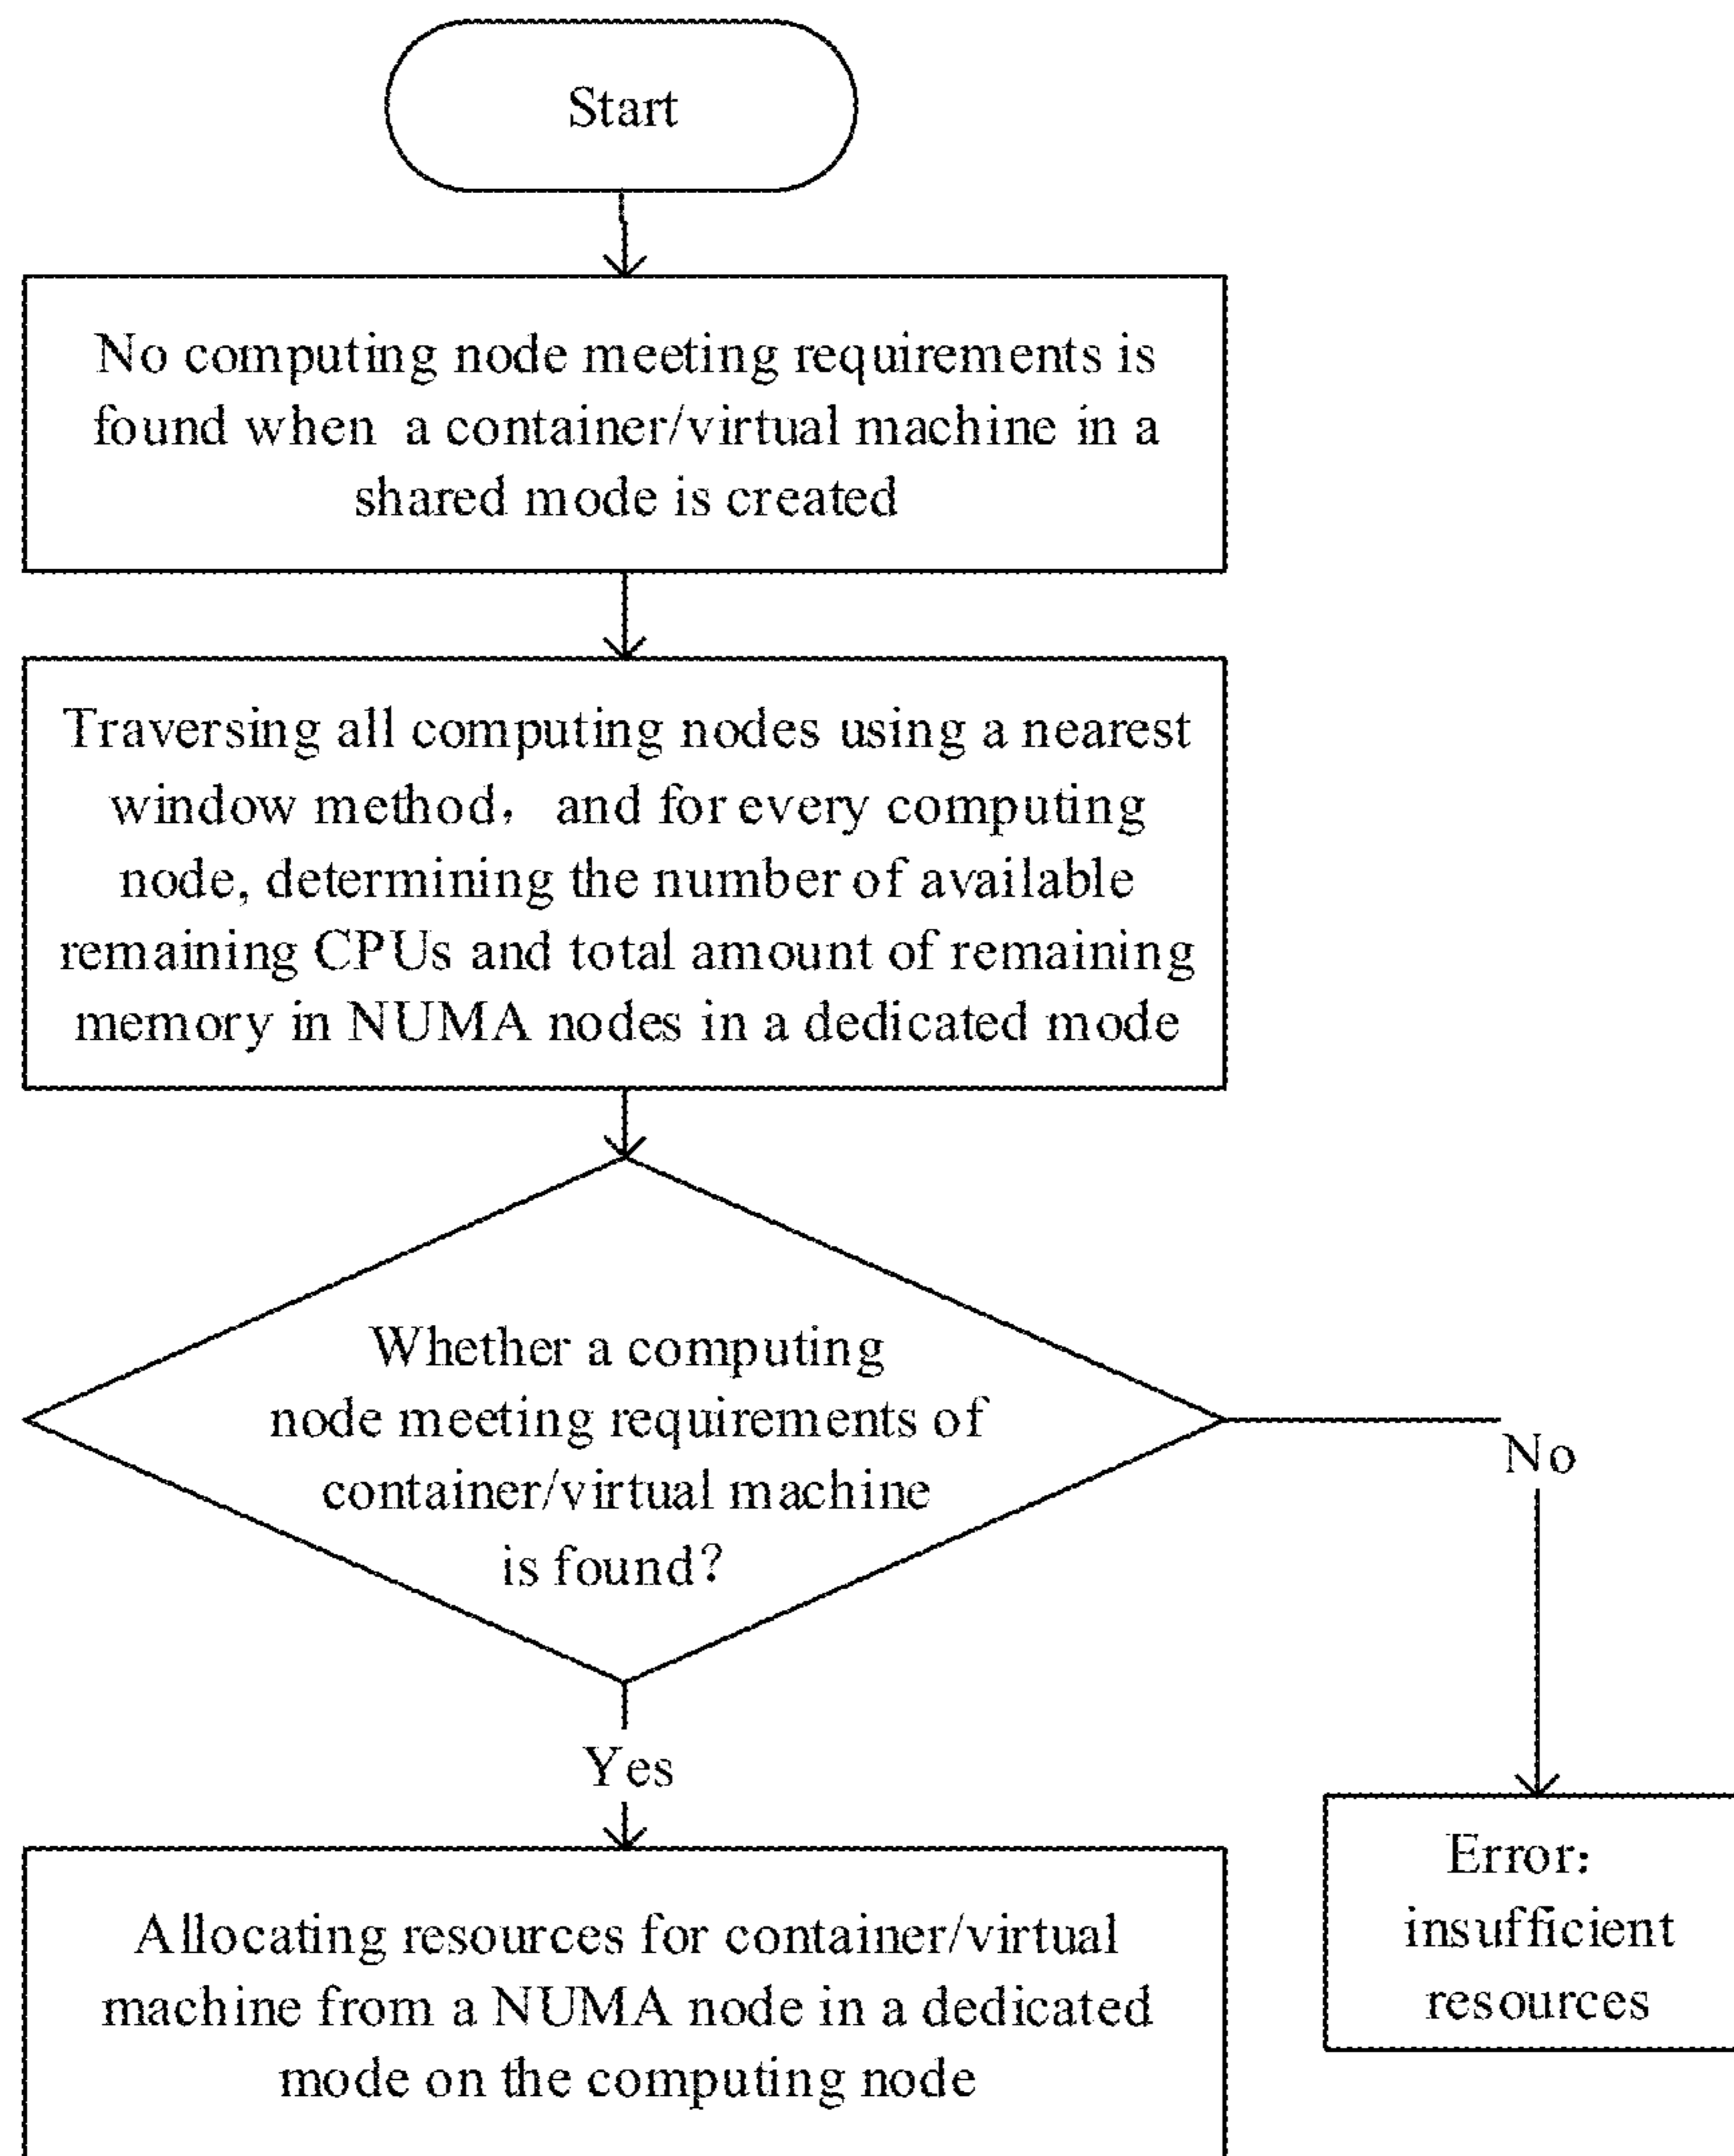 Start
No computing node meeting requirements is
found when a container/virtual machine in a
shared mode is created
Traversing all computing nodes using a nearest
window method， and for every computing
node, determining the number of available
remaining CPUs and total amount of remaining
memory in NUMA nodes in a dedicated mode
Whether a computing
node meeting requirements of
container/virtual machine
is found?
No
Yes
Allocating resources for container/virtual
machine from a NUMA node in a dedicated
mode on the computing node
Error:
insufficient
resources